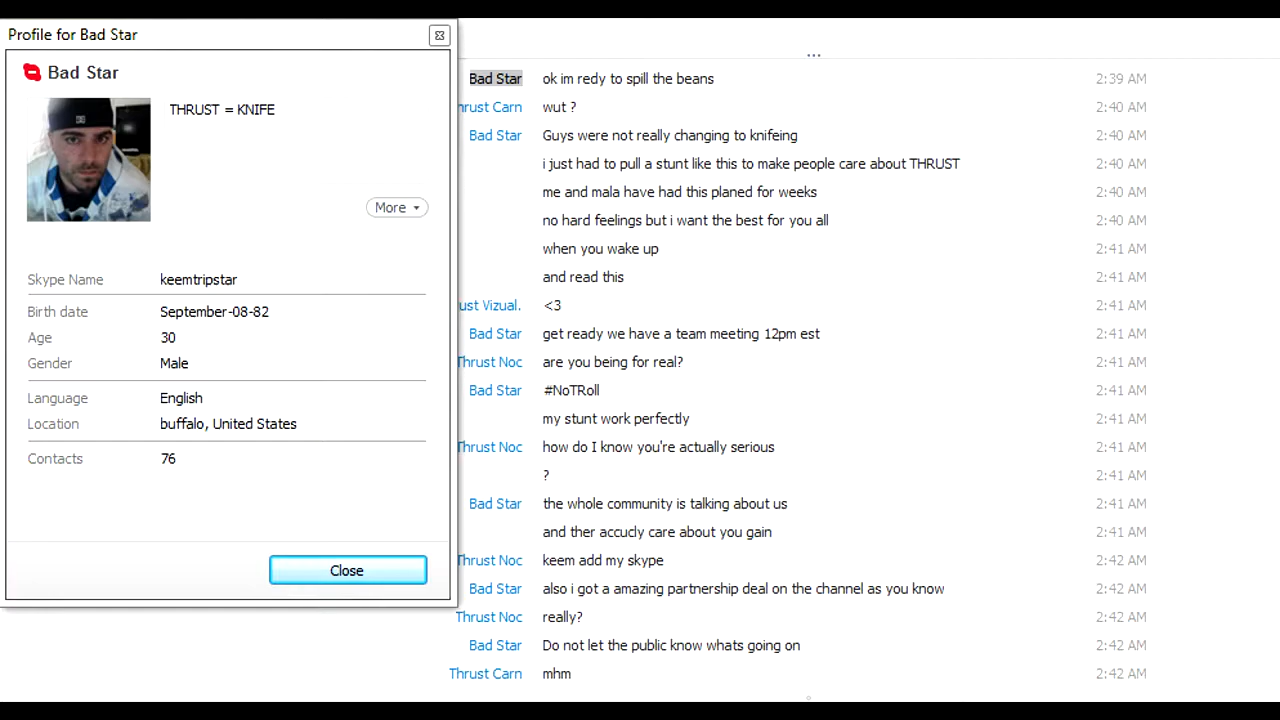 Profile for Bad Star
Bad Star
THRUST = KNIFE
More
Skype Name keemtripstar
Birth date September-08-82
Age 30
Gender Male
Language English
Location buffalo, United States
Contacts 76
Close
...
Bad Star ok im redy to spill the beans 2:39 AM
hrust Carn wut ? 2:40 AM
Bad Star Guys were not really changing to knifeing 2:40 AM
i just had to pull a stunt like this to make people care about THRUST 2:40 AM
me and mala have had this planed for weeks 2:40 AM
no hard feelings but i want the best for you all 2:40 AM
when you wake up 2:41 AM
and read this 2:41 AM
ust Vizual. <3 2:41 AM
Bad Star get ready we have a team meeting 12pm est 2:41 AM
Thrust Noc are you being for real? 2:41 AM
Bad Star #NoTRoll 2:41 AM
my stunt work perfectly 2:41 AM
Thrust Noc how do I know you're actually serious 2:41 AM
? 2:41 AM
Bad Star the whole community is talking about us 2:41 AM
and ther accucly care about you gain 2:41 AM
Thrust Noc keem add my skype 2:42 AM
Bad Star also i got a amazing partnership deal on the channel as you know 2:42 AM
Thrust Noc really? 2:42 AM
Bad Star Do not let the public know whats going on 2:42 AM
Thrust Carn mhm 2:42 AM